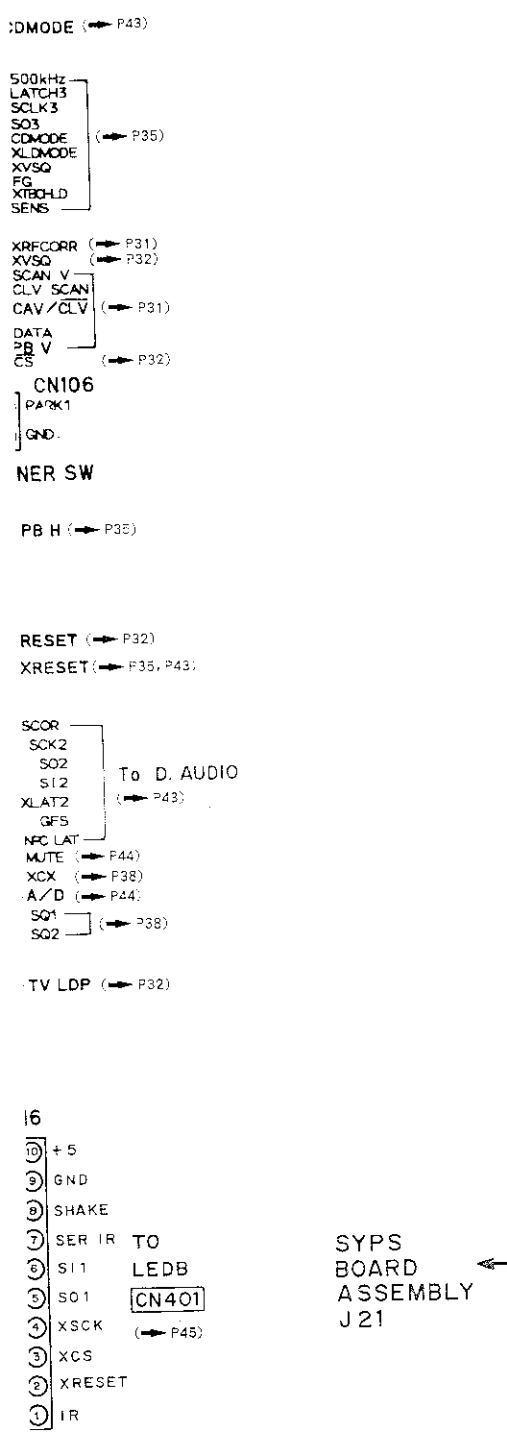 CDMODE (➡ P43)
500kHz
LATCH3
SCLK3
SO3
CDMODE (➡ P35)
XLDMODE
XVSQ
FG
XTBCHLD
SENS
XRFCORR (➡ P31)
XVSQ (➡ P32)
SCAN V
CLV SCAN
CAV/CLV (➡ P31)
DATA
PB V
CS (➡ P32)
CN106
PARK1
GND
NER SW
PB H (➡ P35)
RESET (➡ P32)
XRESET (➡ P35, P43)
SCOR
SCK2
SO2
SI2
XLAT2
GFS
NPC LAT
To D. AUDIO
(➡ P43)
MUTE (➡ P44)
XCX (➡ P38)
A/D (➡ P44)
SQ1
SQ2
(➡ P38)
TV LDP (➡ P32)
16
10 +5
9 GND
8 SHAKE
7 SER IR
6 SI1
5 SO1
4 XSCK
3 XCS
2 XRESET
1 IR
TO
LEDB
CN401
(➡ P45)
SYPS
BOARD
ASSEMBLY
J21